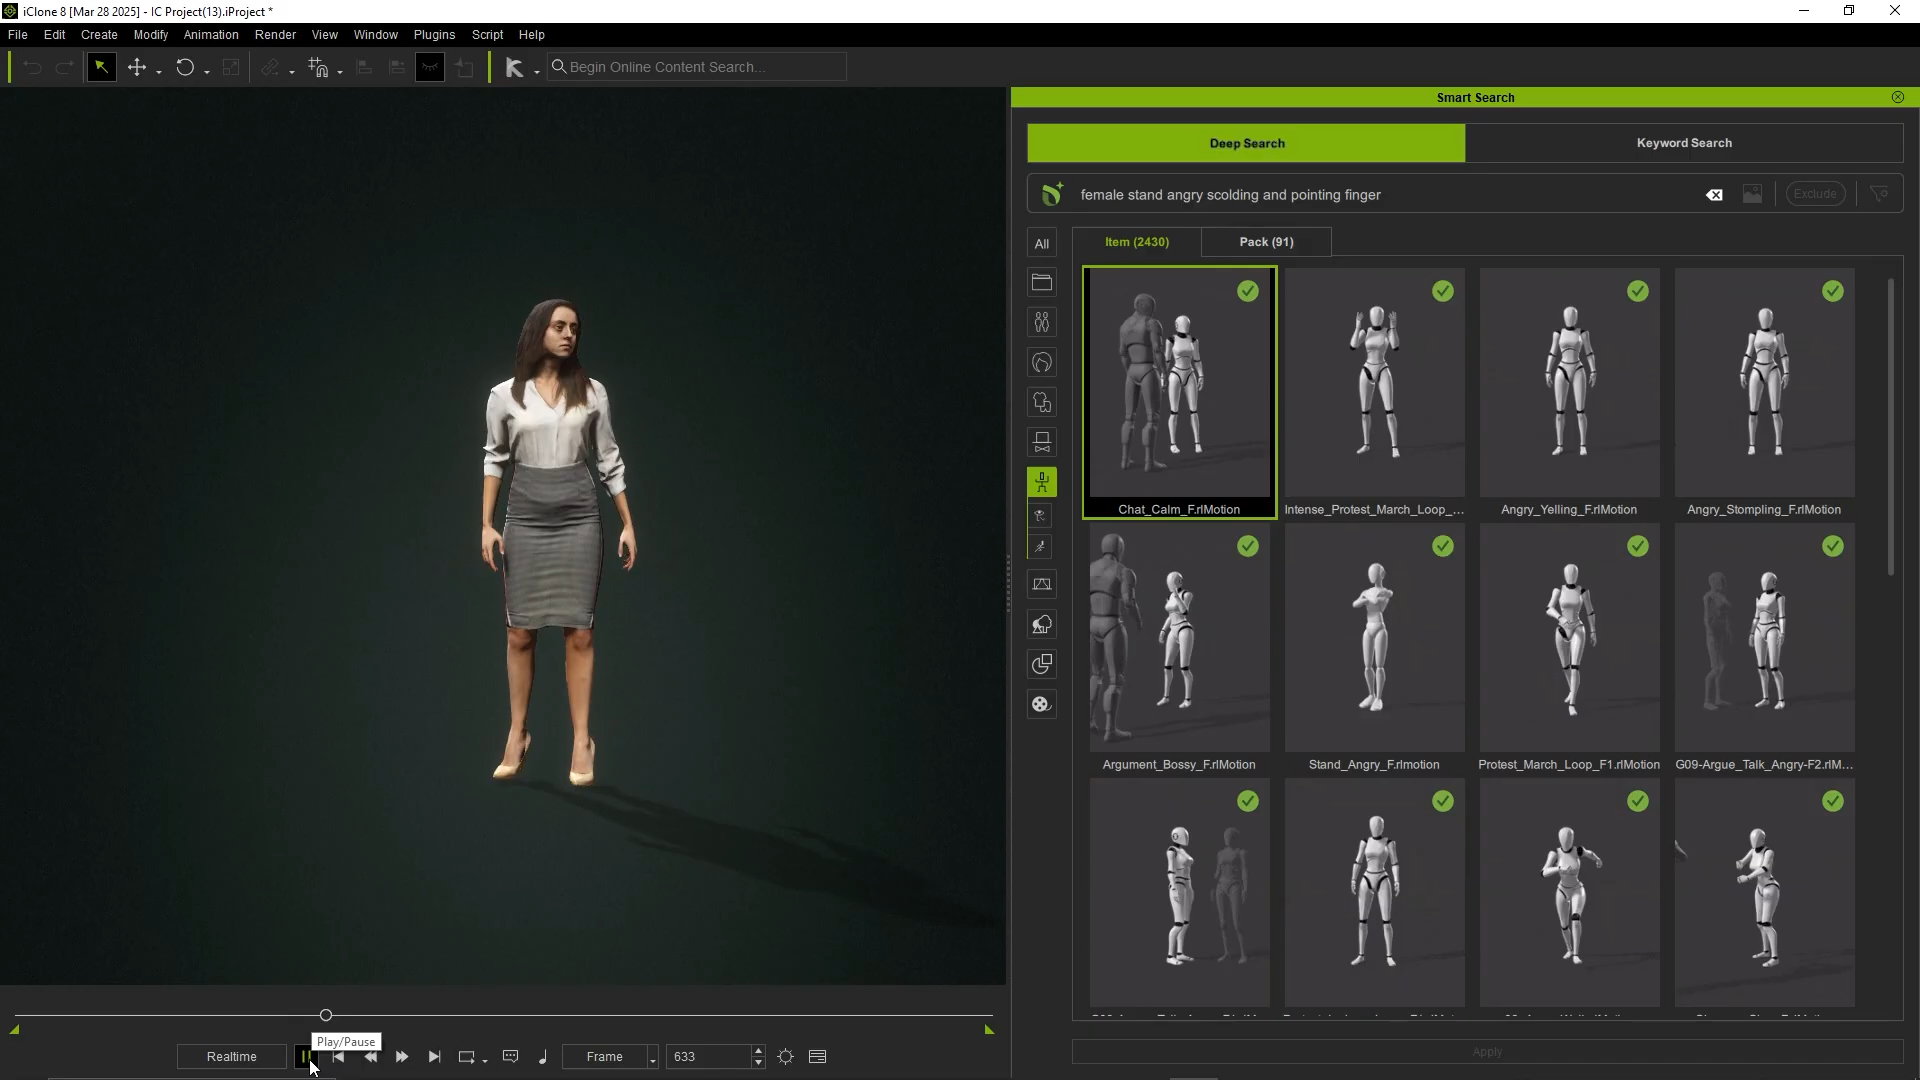 iClone 8 [Mar 28 2025] - IC Project(13).iProject *
File Edit Create Modify Animation Render View Window Plugins Script Help
Begin Online Content Search...
Smart Search
Deep Search Keyword Search
female stand angry scolding and pointing finger
Exclude
All
Item (2430) Pack (91)
Chat_Calm_F.rlMotion Intense_Protest_March_Loop_... Angry_Yelling_F.rlMotion Angry_Stompling_F.rlMotion
Argument_Bossy_F.rlMotion Stand_Angry_F.rlmotion Protest_March_Loop_F1.rlMotion G09-Argue_Talk_Angry-F2.rlM...
Play/Pause
Realtime Frame 633
Apply